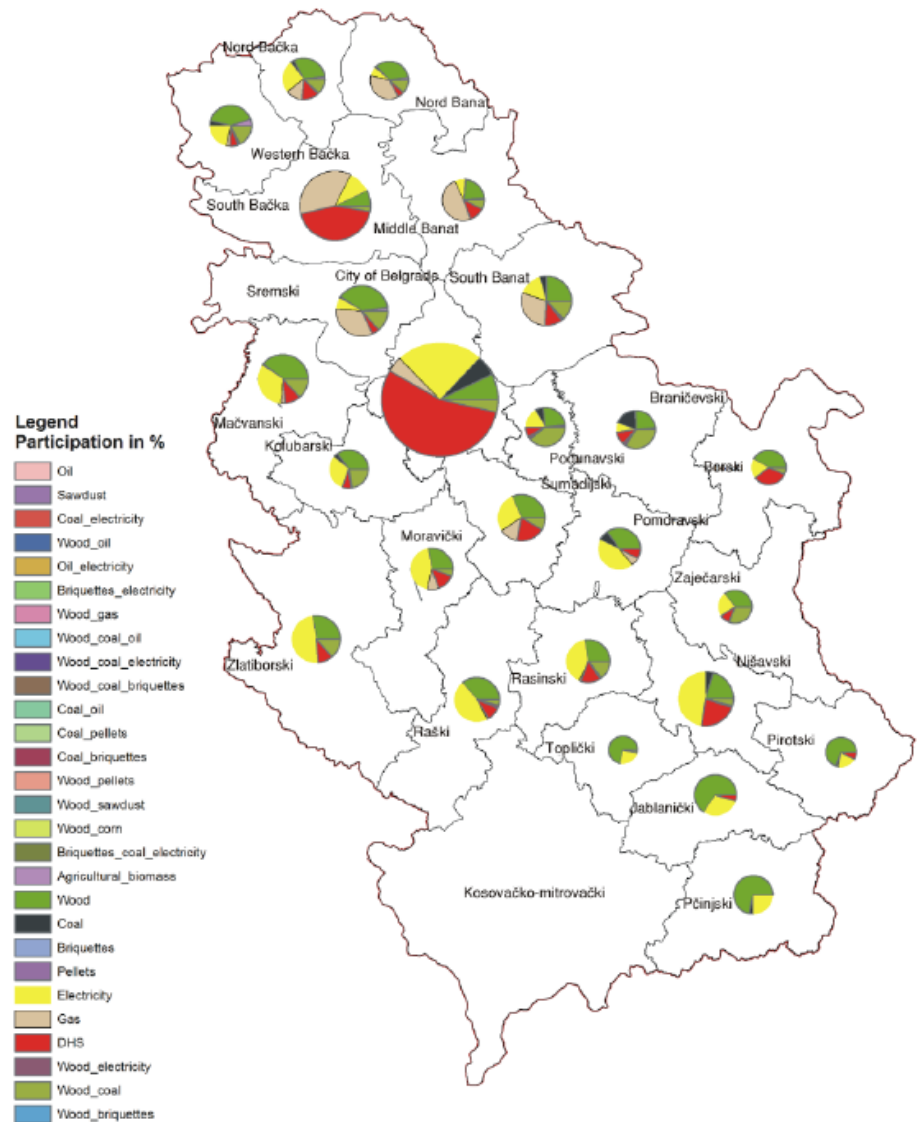 Nord Bačka
Nord Banat
Western Bačka
South Bačka
Middle Banat
City of Belgrade
South Banat
Sremski
Mačvanski
Braničevski
Kolubarski
Podunavski
Borski
Šumadijski
Pomdravski
Moravički
Zaječarski
Zlatiborski
Rasinski
Nišavski
Raški
Toplički
Pirotski
Jablanički
Kosovačko-mitrovački
Pčinjski
Legend
Participation in %
Oil
Sawdust
Coal_electricity
Wood_oil
Oil_electricity
Briquettes_electricity
Wood_gas
Wood_coal_oil
Wood_coal_electricity
Wood_coal_briquettes
Coal_oil
Coal_pellets
Coal_briquettes
Wood_pellets
Wood_sawdust
Wood_corn
Briquettes_coal_electricity
Agricultural_biomass
Wood
Coal
Briquettes
Pellets
Electricity
Gas
DHS
Wood_electricity
Wood_coal
Wood_briquettes